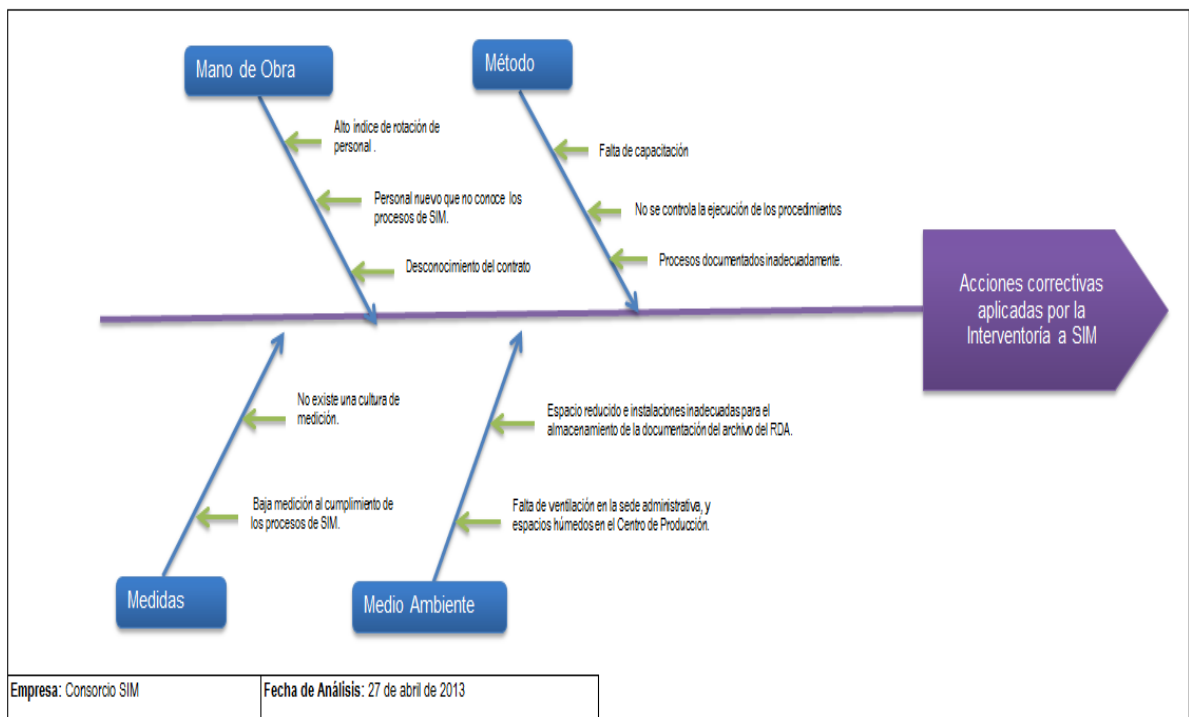 Mano de Obra
Alto índice de rotación de
personal .
Personal nuevo que no conoce los
procesos de SIM.
Desconocimiento del contrato
Método
Falta de capacitación
No se controla la ejecución de los procedimientos
Procesos documentados inadecuadamente.
Acciones correctivas
aplicadas por la
Interventoría a SIM
No existe una cultura de
medición.
Baja medición al cumplimiento de
los procesos de SIM.
Medidas
Espacio reducido e instalaciones inadecuadas para el
almacenamiento de la documentación del archivo del RDA.
Falta de ventilación en la sede administrativa, y
espacios húmedos en el Centro de Producción.
Medio Ambiente
Empresa: Consorcio SIM
Fecha de Análisis: 27 de abril de 2013